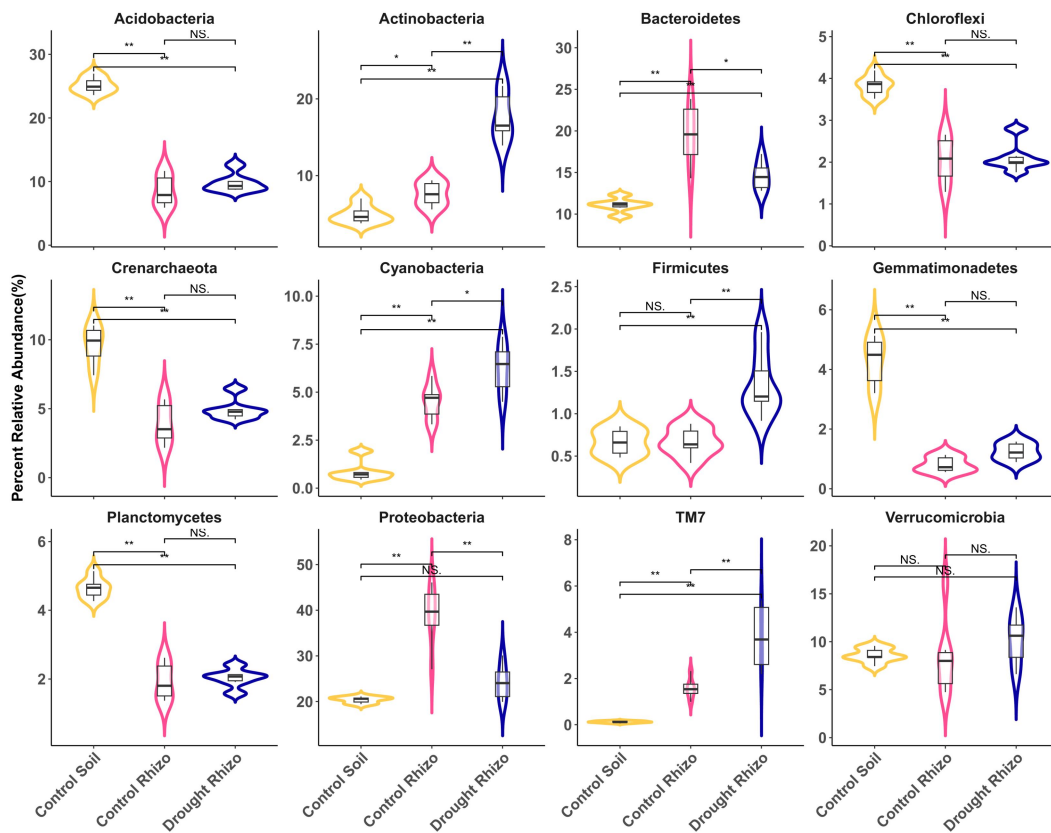 Acidobacteria
NS.
**
**
30
20
10
0
Actinobacteria
**
*
**
20
10
Bacteroidetes
**
*
**
30
25
20
15
10
Chloroflexi
**
NS.
**
5
4
3
2
1
0
Percent Relative Abundance(%)
Crenarchaeota
NS.
**
**
10
5
0
Cyanobacteria
**
*
**
10.0
7.5
5.0
2.5
0.0
Firmicutes
NS.
**
**
2.5
2.0
1.5
1.0
0.5
Gemmatimonadetes
**
NS.
**
6
4
2
0
Planctomycetes
**
NS.
**
6
4
2
Control Soil
Control Rhizo
Drought Rhizo
Proteobacteria
**
**
NS.
50
40
30
20
Control Soil
Control Rhizo
Drought Rhizo
TM7
**
**
**
8
6
4
2
0
Control Soil
Control Rhizo
Drought Rhizo
Verrucomicrobia
NS.
NS.
NS.
20
15
10
5
0
Control Soil
Control Rhizo
Drought Rhizo